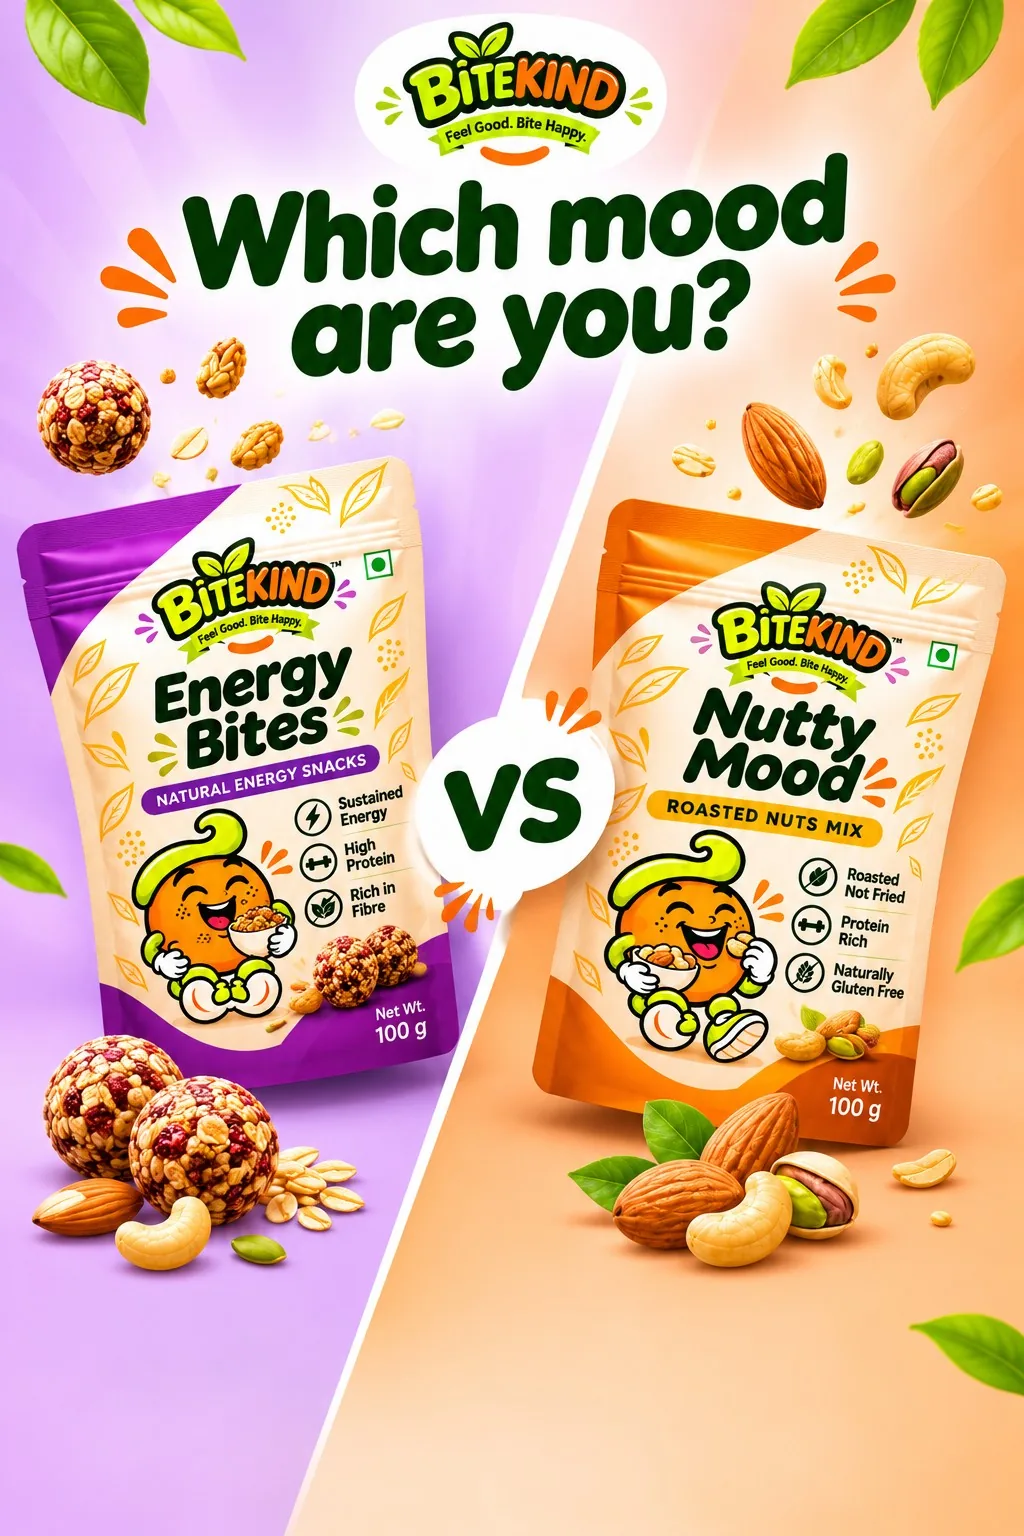 BiTEKIND
Feel Good. Bite Happy.
Which mood
are you?
BiTEKIND™
Feel Good. Bite Happy.
Energy
Bites
NATURAL ENERGY SNACKS
Sustained
Energy
High
Protein
Rich in
Fibre
Net Wt.
100 g
VS
BiTEKIND™
Feel Good. Bite Happy.
Nutty
Mood
ROASTED NUTS MIX
Roasted
Not Fried
Protein
Rich
Naturally
Gluten Free
Net Wt.
100 g